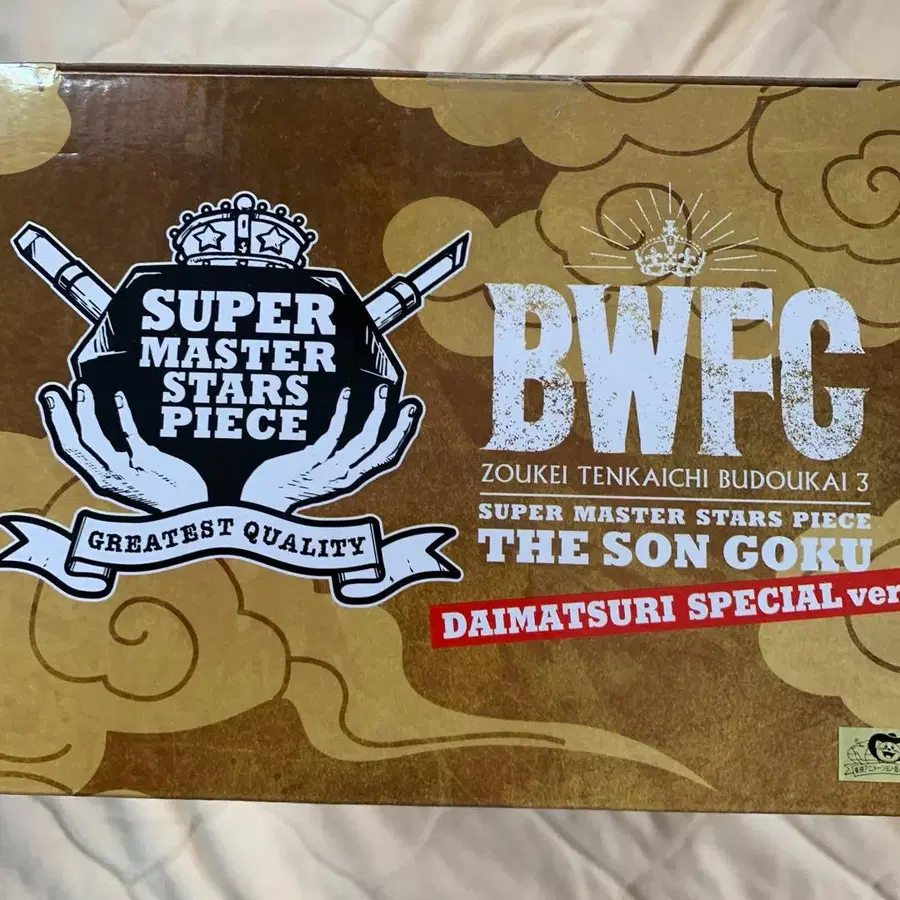 SUPER
MASTER
STARS
PIECE
GREATEST QUALITY
BWFC
ZOUKEI TENKAICHI BUDOUKAI 3
SUPER MASTER STARS PIECE
THE SON GOKU
DAIMATSURI SPECIAL ver